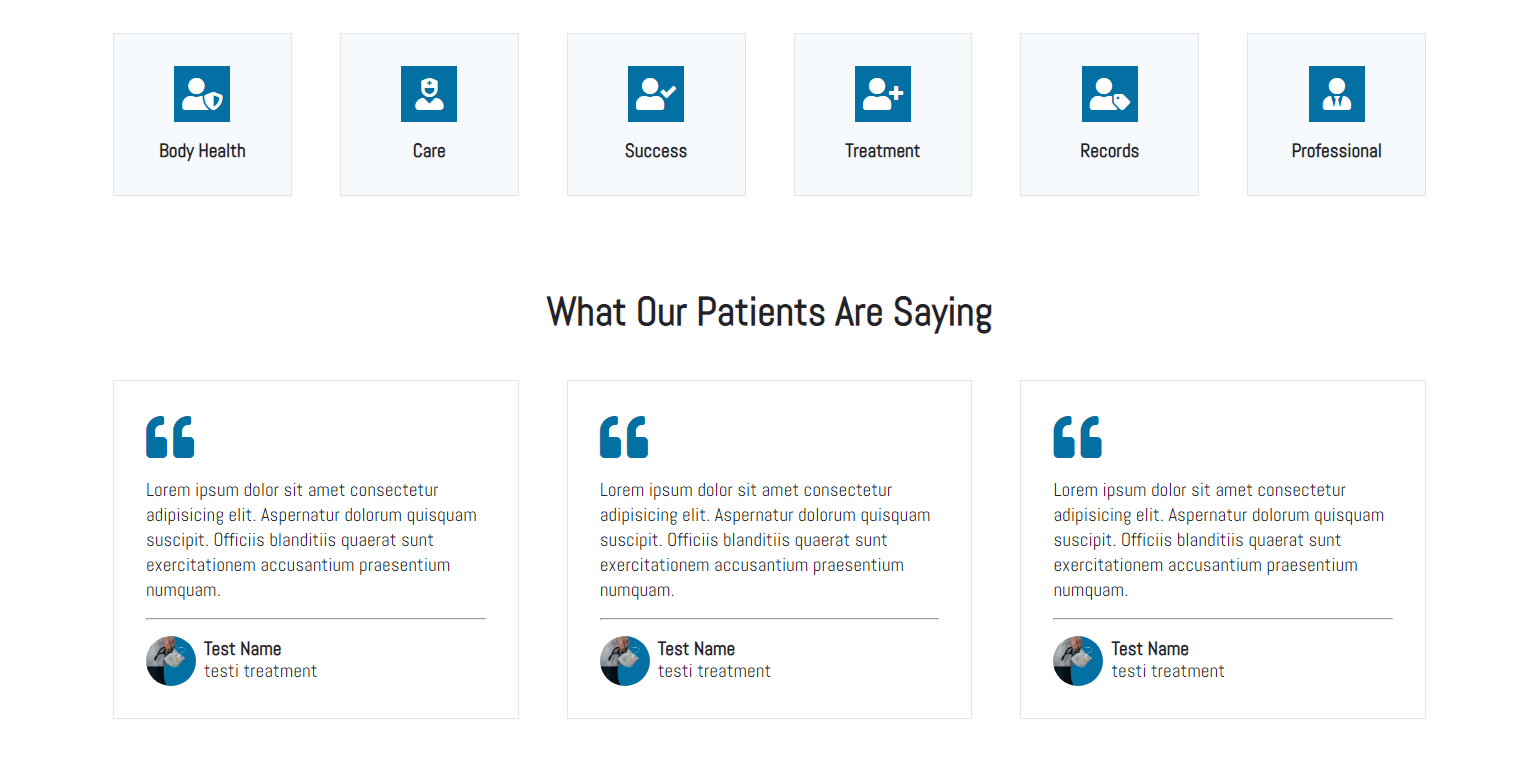 Body Health
Care
Success
Treatment
Records
Professional
What Our Patients Are Saying
Lorem ipsum dolor sit amet consectetur
adipisicing elit. Aspernatur dolorum quisquam
suscipit. Officiis blanditiis quaerat sunt
exercitationem accusantium praesentium
numquam.
Test Name
testi treatment
Lorem ipsum dolor sit amet consectetur
adipisicing elit. Aspernatur dolorum quisquam
suscipit. Officiis blanditiis quaerat sunt
exercitationem accusantium praesentium
numquam.
Test Name
testi treatment
Lorem ipsum dolor sit amet consectetur
adipisicing elit. Aspernatur dolorum quisquam
suscipit. Officiis blanditiis quaerat sunt
exercitationem accusantium praesentium
numquam.
Test Name
testi treatment